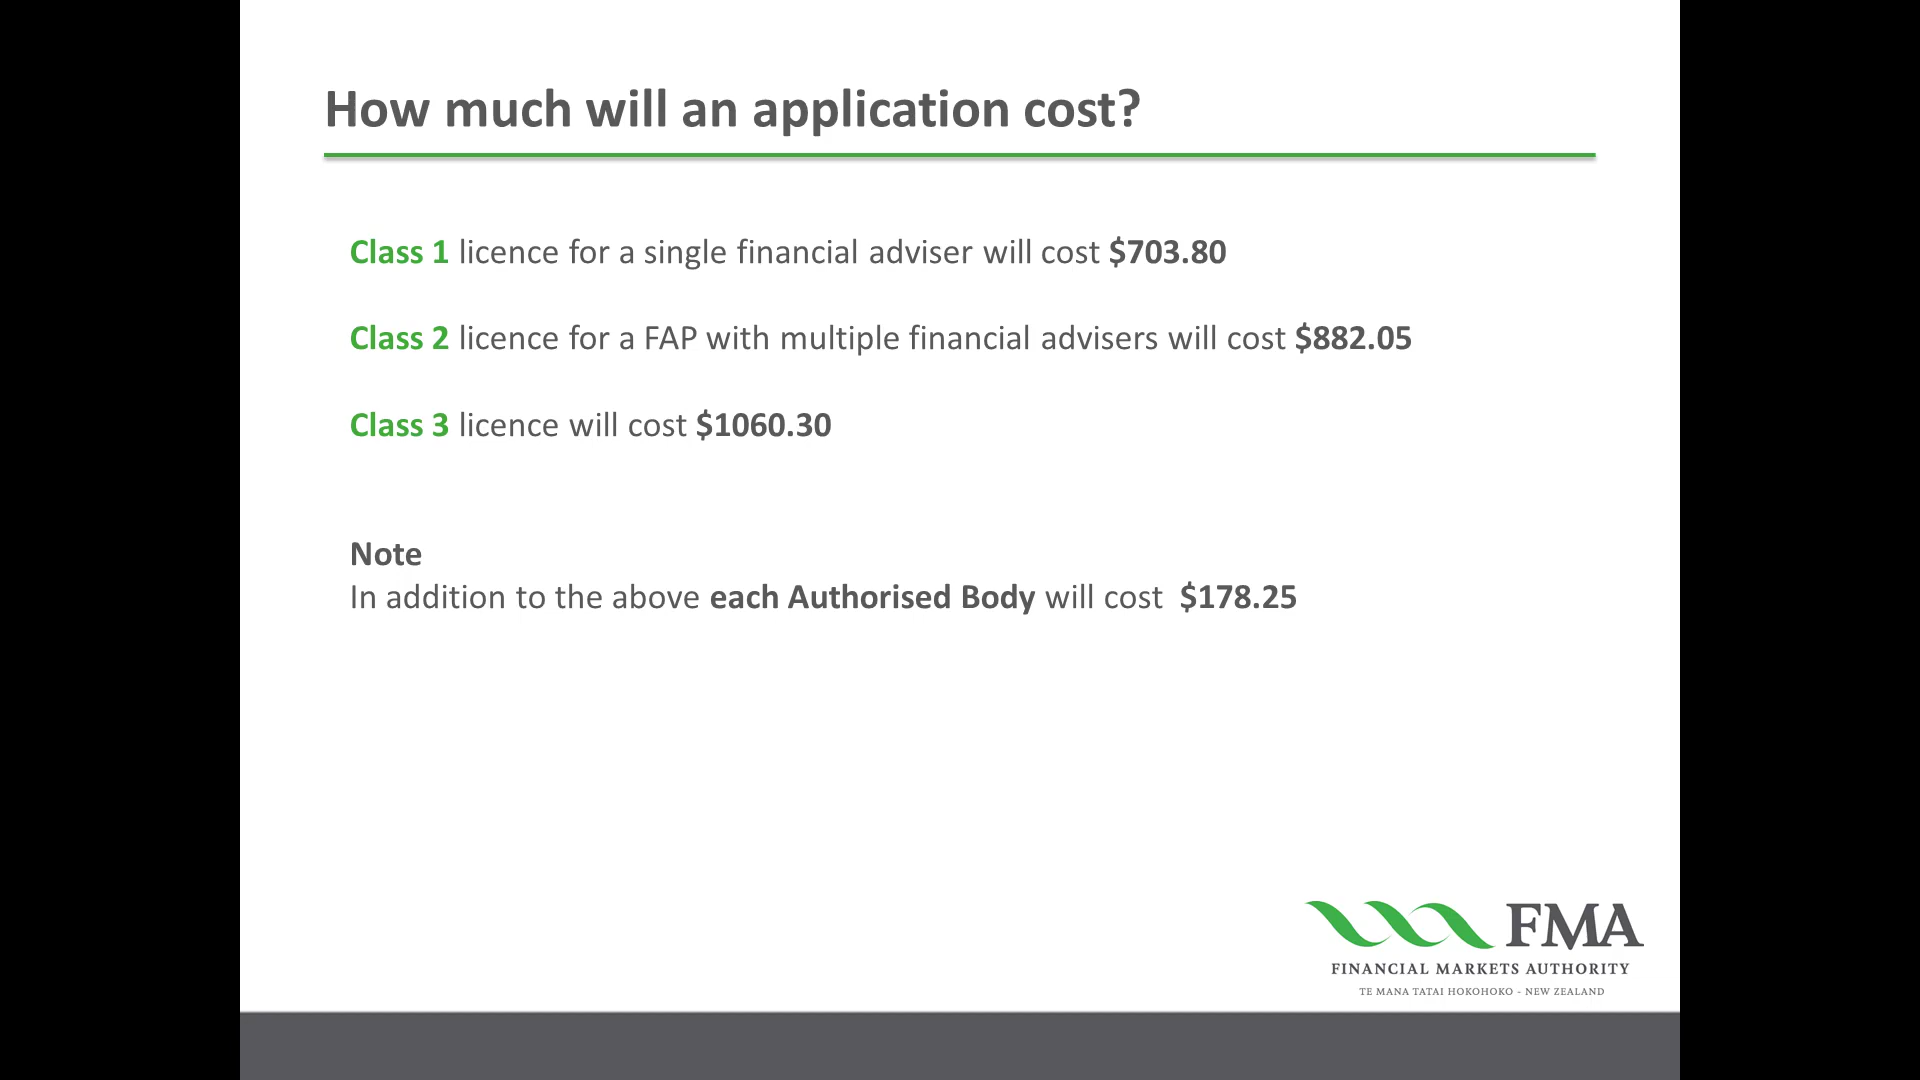 How much will an application cost?
Class 1 licence for a single financial adviser will cost $703.80
Class 2 licence for a FAP with multiple financial advisers will cost $882.05
Class 3 licence will cost $1060.30
Note
In addition to the above each Authorised Body will cost $178.25
FMA
FINANCIAL MARKETS AUTHORITY
TE MANA TATAI HOKOHOKO - NEW ZEALAND